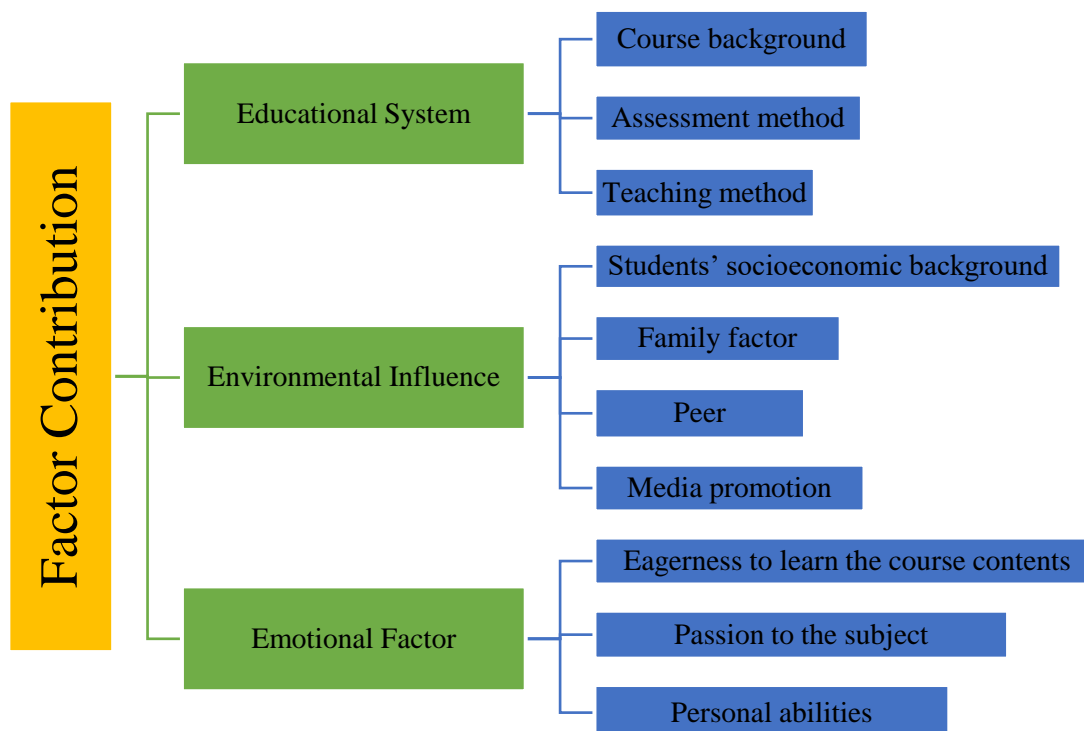 Factor Contribution
Educational System
Course background
Assessment method
Teaching method
Environmental Influence
Students’ socioeconomic background
Family factor
Peer
Media promotion
Emotional Factor
Eagerness to learn the course contents
Passion to the subject
Personal abilities